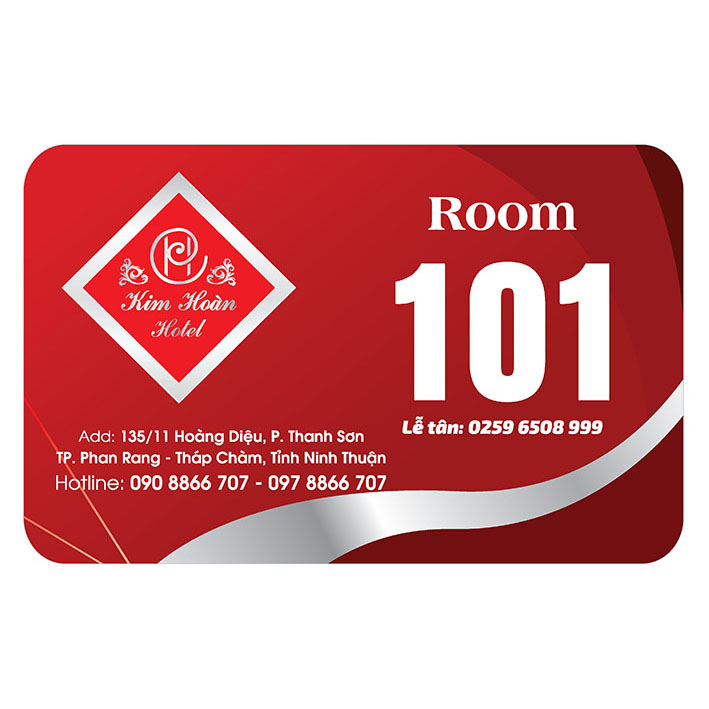 Kim Hoàn
Hotel
Room
101
Lễ tân: 0259 6508 999
Add: 135/11 Hoàng Diệu, P. Thanh Sơn
TP. Phan Rang - Tháp Chàm, Tỉnh Ninh Thuận
Hotline: 090 8866 707 - 097 8866 707